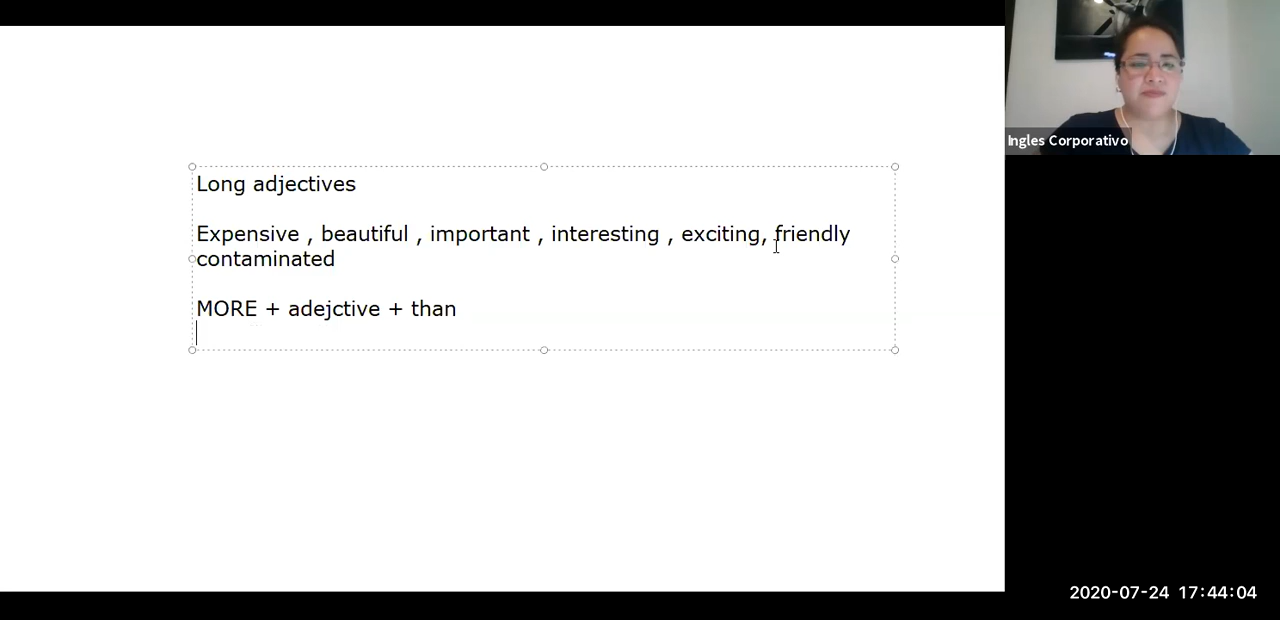 Long adjectives
Expensive , beautiful , important , interesting , exciting, friendly
contaminated
MORE + adejctive + than
Ingles Corporativo
2020-07-24 17:44:04